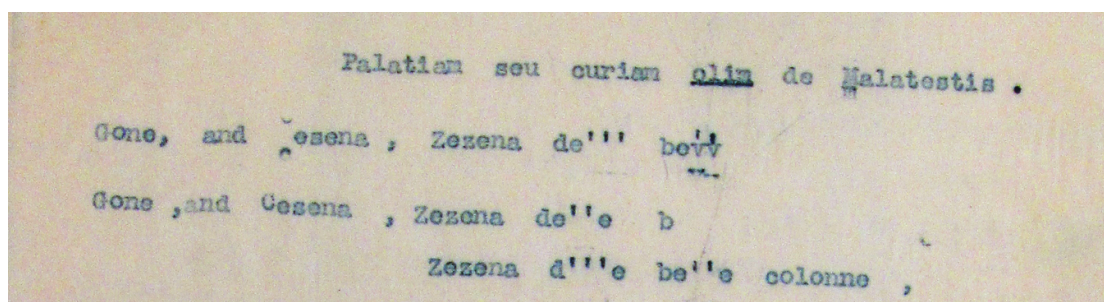 Palatiam seu curiam olim de Malatestis .
Gone, and Cesena , Zezena de''' be''
Gone ,and Cesena , Zezena de''e b
Zezena d'''e be''e colonne ,